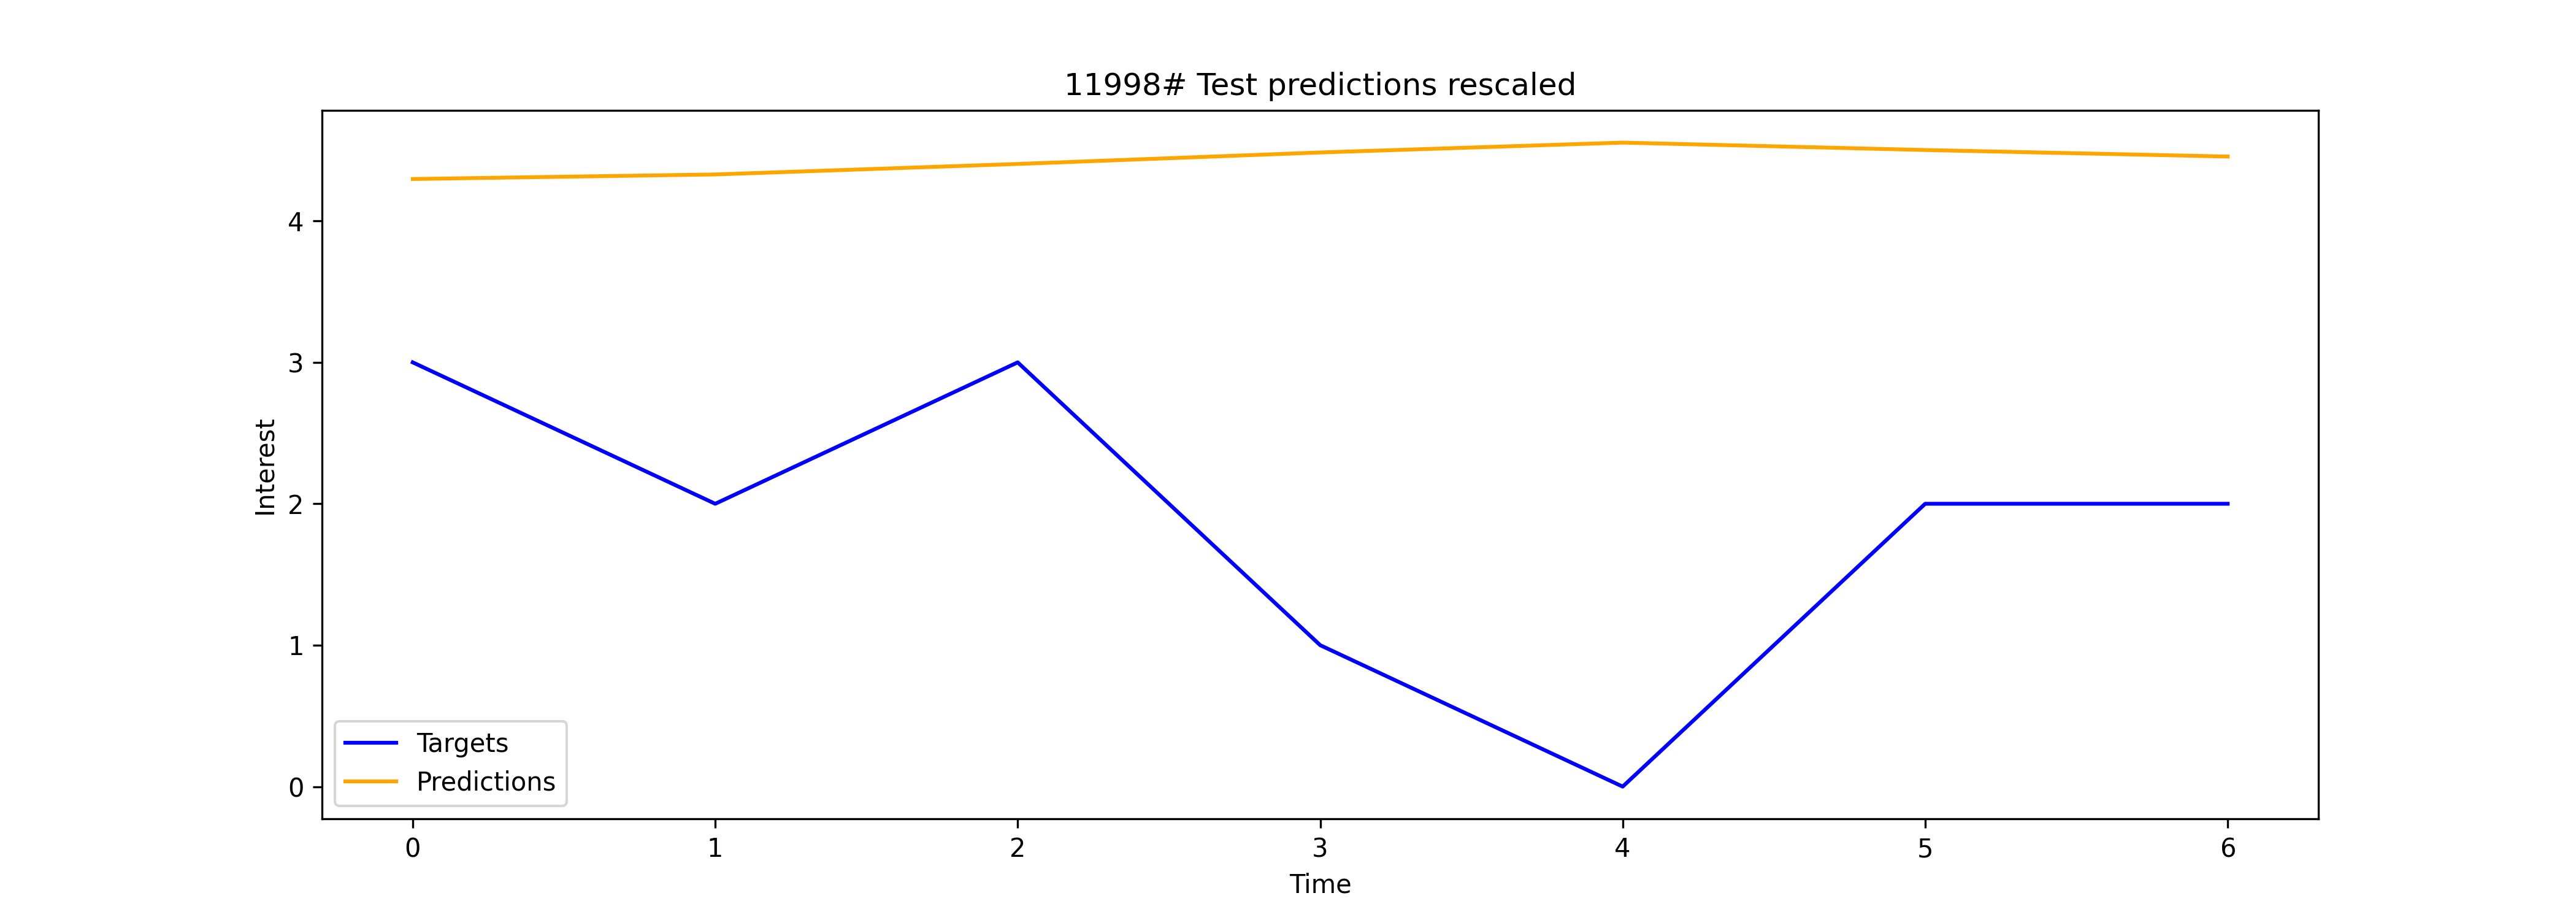 11998# Test predictions rescaled
Interest
4
3
2
1
0
Targets
Predictions
0 1 2 3 4 5 6
Time